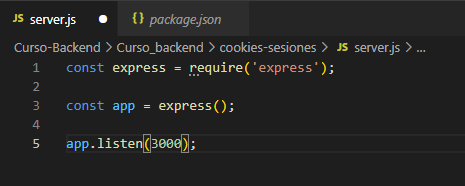 JS server.js ● {} package.json
Curso-Backend > Curso_backend > cookies-sesiones > JS server.js > ...
1 const express = require('express');
2
3 const app = express();
4
5 app.listen(3000);